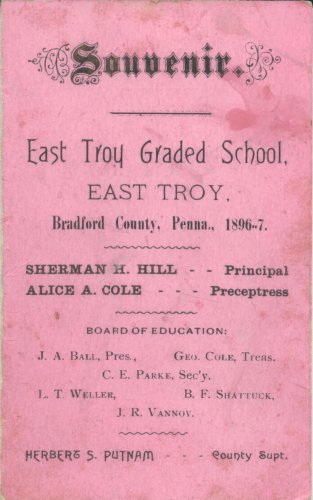 Souvenir.
East Troy Graded School,
EAST TROY,
Bradford County, Penna., 1896-7.
SHERMAN H. HILL - - Principal
ALICE A. COLE - - - Preceptress
BOARD OF EDUCATION:
J. A. BALL, Pres., GEO. COLE, Treas.
C. E. PARKE, Sec'y.
L. T. WELLER, B. F. SHATTUCK,
J. R. VANNOY.
HERBERT S. PUTNAM - - - County Supt.